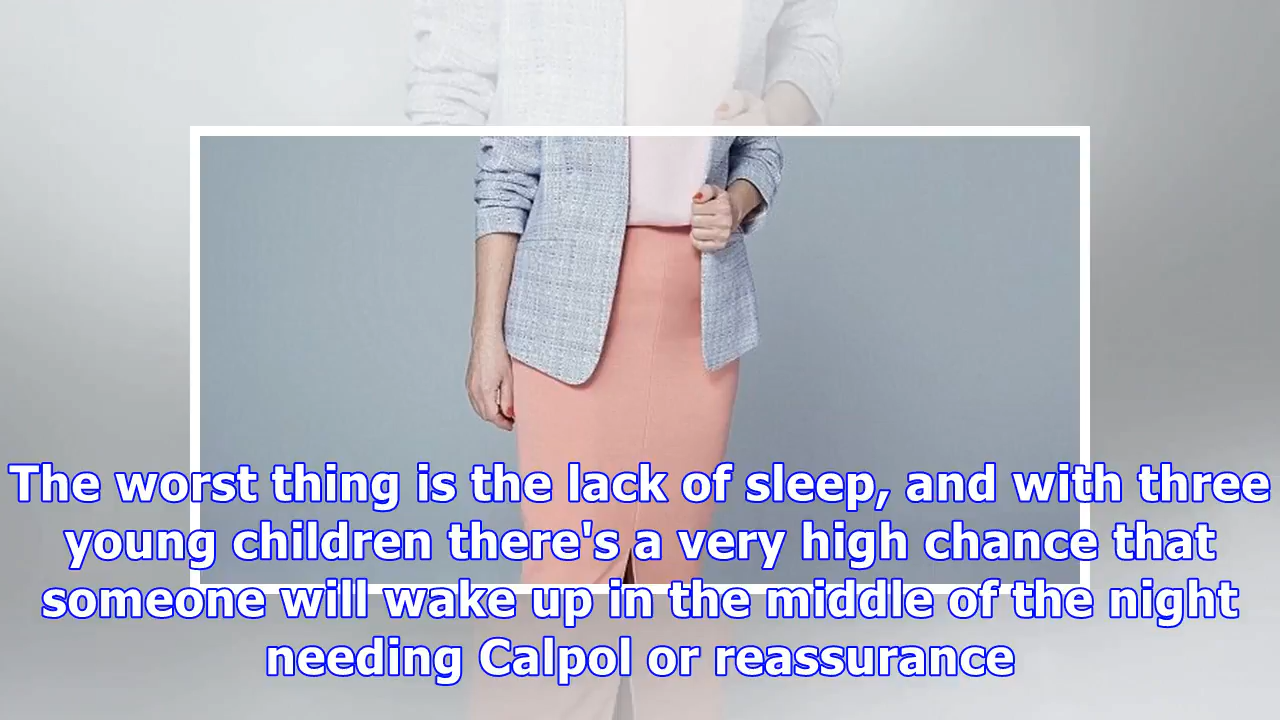 The worst thing is the lack of sleep, and with three
young children there's a very high chance that
someone will wake up in the middle of the night
needing Calpol or reassurance